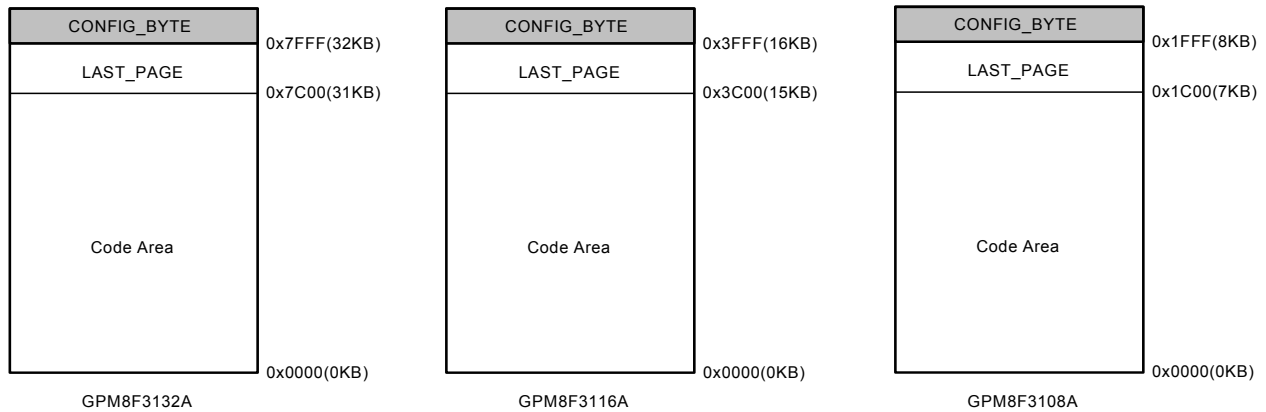 CONFIG_BYTE
0x7FFF(32KB)
LAST_PAGE
0x7C00(31KB)
Code Area
0x0000(0KB)
GPM8F3132A
CONFIG_BYTE
0x3FFF(16KB)
LAST_PAGE
0x3C00(15KB)
Code Area
0x0000(0KB)
GPM8F3116A
CONFIG_BYTE
0x1FFF(8KB)
LAST_PAGE
0x1C00(7KB)
Code Area
0x0000(0KB)
GPM8F3108A